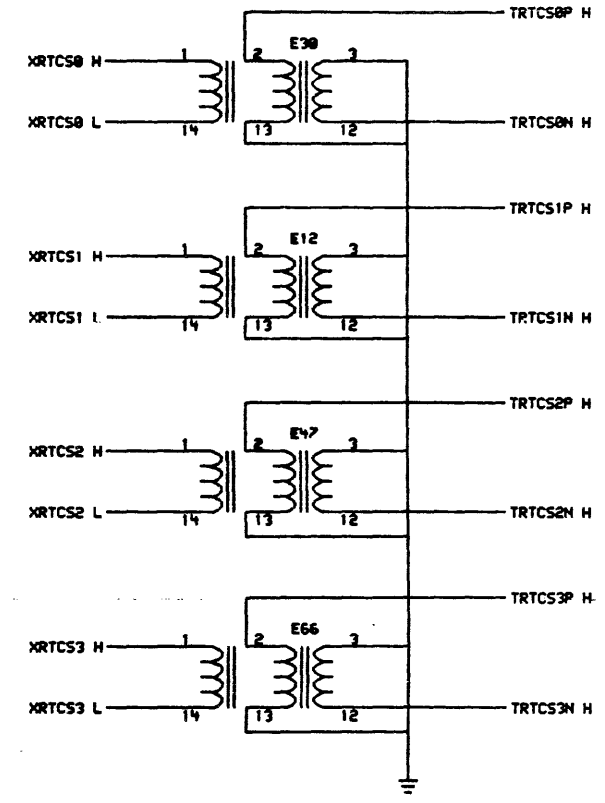 TRTCS0P H
E30
1 2 3
XRTCS0 H
XRTCS0 L TRTCS0N H
14 13 12
TRTCS1P H
E12
1 2 3
XRTCS1 H
XRTCS1 L TRTCS1N H
14 13 12
TRTCS2P H
E47
1 2 3
XRTCS2 H
XRTCS2 L TRTCS2N H
14 13 12
TRTCS3P H
E66
1 2 3
XRTCS3 H
XRTCS3 L TRTCS3N H
14 13 12